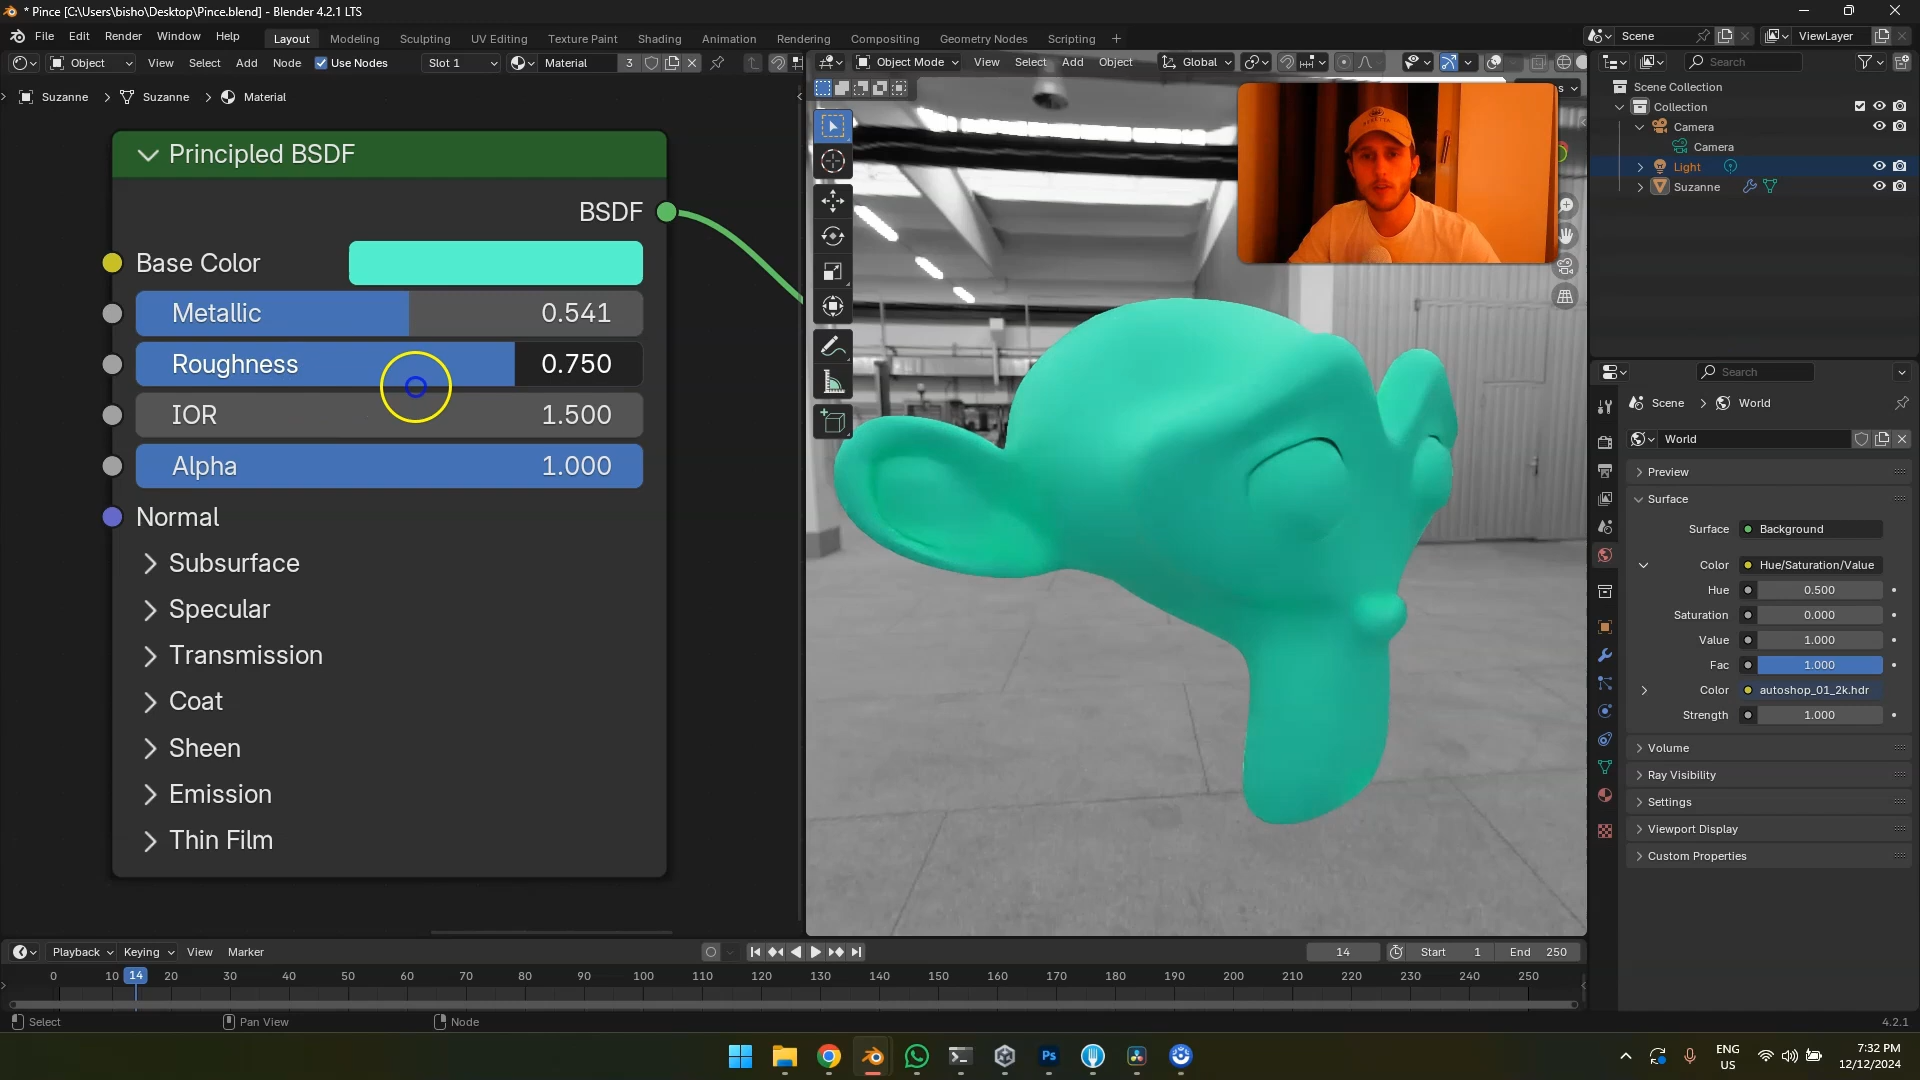 * Pince [C:\Users\bisho\Desktop\Pince.blend] - Blender 4.2.1 LTS
File Edit Render Window Help Layout Modeling Sculpting UV Editing Texture Paint Shading Animation Rendering Compositing Geometry Nodes Scripting + Scene ViewLayer
Object View Select Add Node Use Nodes Slot 1 Material 3 Object Mode View Select Add Object Global Search
Suzanne > Suzanne > Material
Scene Collection
Collection
Camera
Camera
Light
Suzanne
Principled BSDF
BSDF
Base Color
Metallic 0.541
Roughness 0.750
IOR 1.500
Alpha 1.000
Normal
Subsurface
Specular
Transmission
Coat
Sheen
Emission
Thin Film
Search
Scene > World
World
Preview
Surface
Surface Background
Color Hue/Saturation/Value
Hue 0.500
Saturation 0.000
Value 1.000
Fac 1.000
Color autoshop_01_2k.hdr
Strength 1.000
Volume
Ray Visibility
Settings
Viewport Display
Custom Properties
Playback Keying View Marker 14 Start 1 End 250
0 10 14 20 30 40 50 60 70 80 90 100 110 120 130 140 150 160 170 180 190 200 210 220 230 240 250
Select Pan View Node 4.2.1
Ps ENG US 7:32 PM 12/12/2024